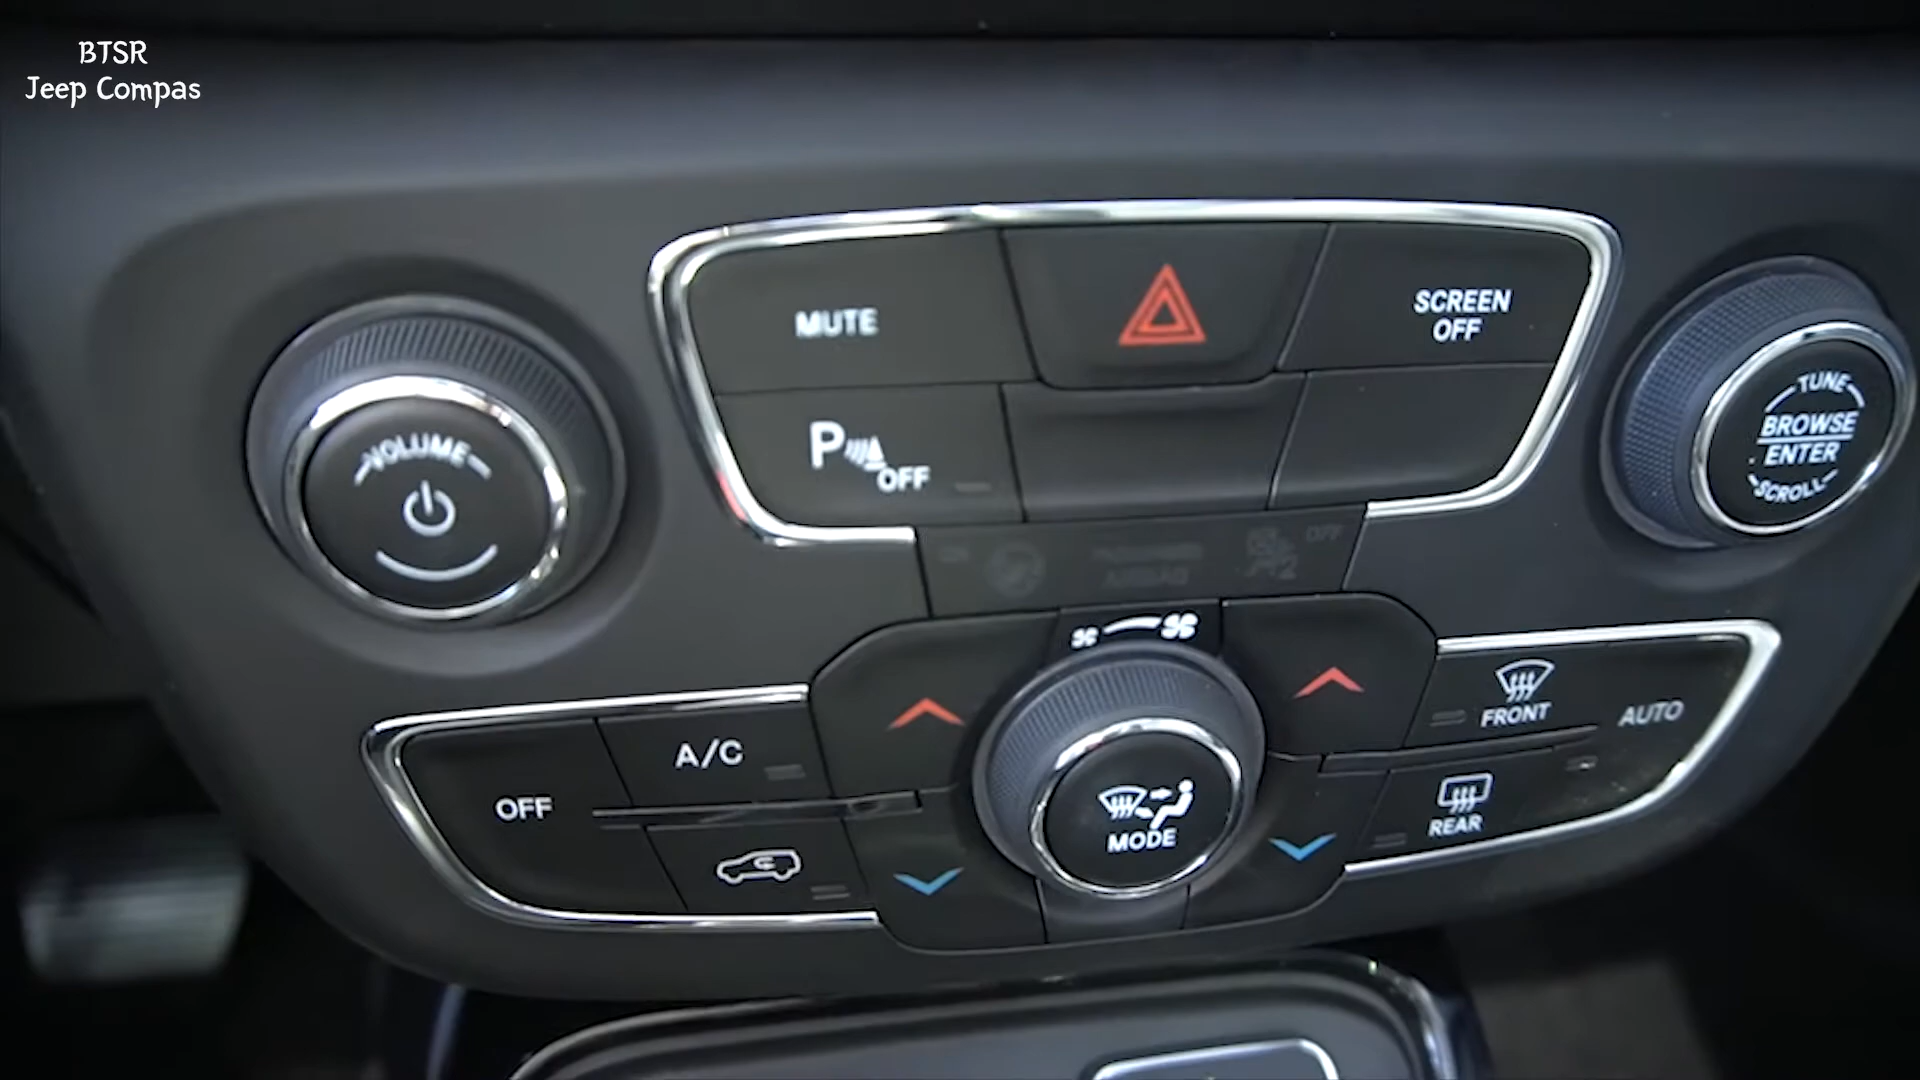 BTSR
Jeep Compas
MUTE
SCREEN
OFF
P
OFF
VOLUME
TUNE
BROWSE
ENTER
SCROLL
OFF
A/C
MODE
FRONT
AUTO
REAR